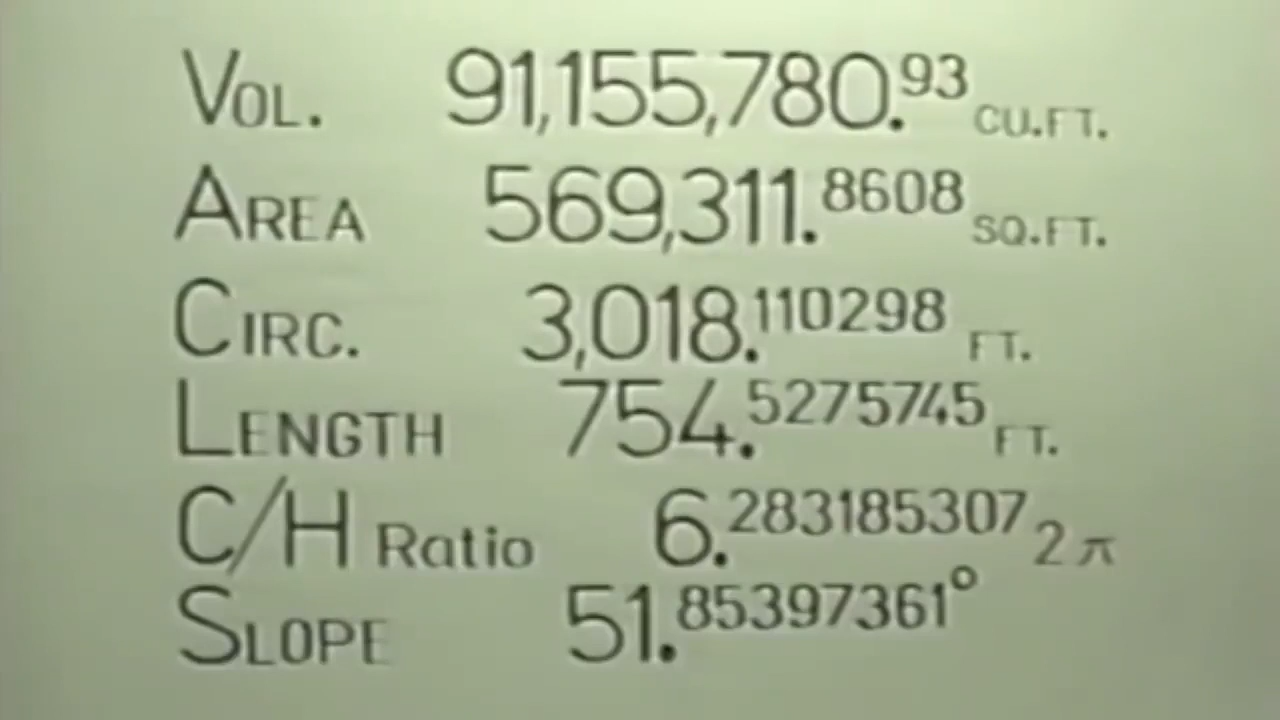 VOL. 91,155,780.93 CU.FT.
AREA 569,311.8608 SQ.FT.
CIRC. 3,018.110298 FT.
LENGTH 754.5275745 FT.
C/H Ratio 6.283185307 2π
SLOPE 51.85397361°